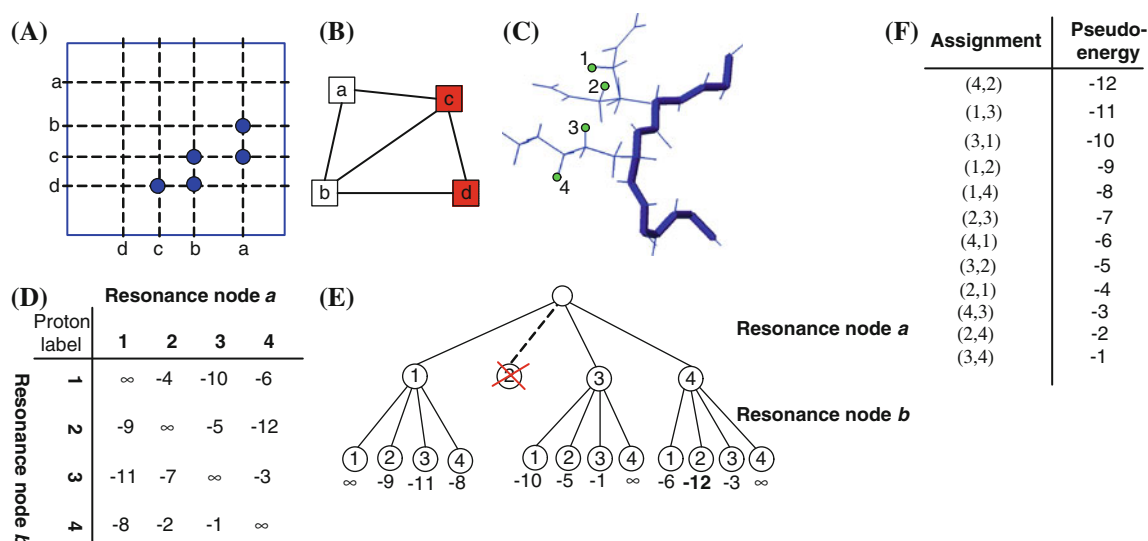 (A)
a
b
c
d
d c b a
(B)
a
c
b
d
(C)
1
2
3
4
(D)
Resonance node a
Proton label 1 2 3 4
Resonance node b
1 ∞ -4 -10 -6
2 -9 ∞ -5 -12
3 -11 -7 ∞ -3
4 -8 -2 -1 ∞
(E)
Resonance node a
1 2 3 4
Resonance node b
1 2 3 4 1 2 3 4 1 2 3 4
∞ -9 -11 -8 -10 -5 -1 ∞ -6 -12 -3 ∞
(F)
Assignment Pseudo-
energy
(4,2) -12
(1,3) -11
(3,1) -10
(1,2) -9
(1,4) -8
(2,3) -7
(4,1) -6
(3,2) -5
(2,1) -4
(4,3) -3
(2,4) -2
(3,4) -1